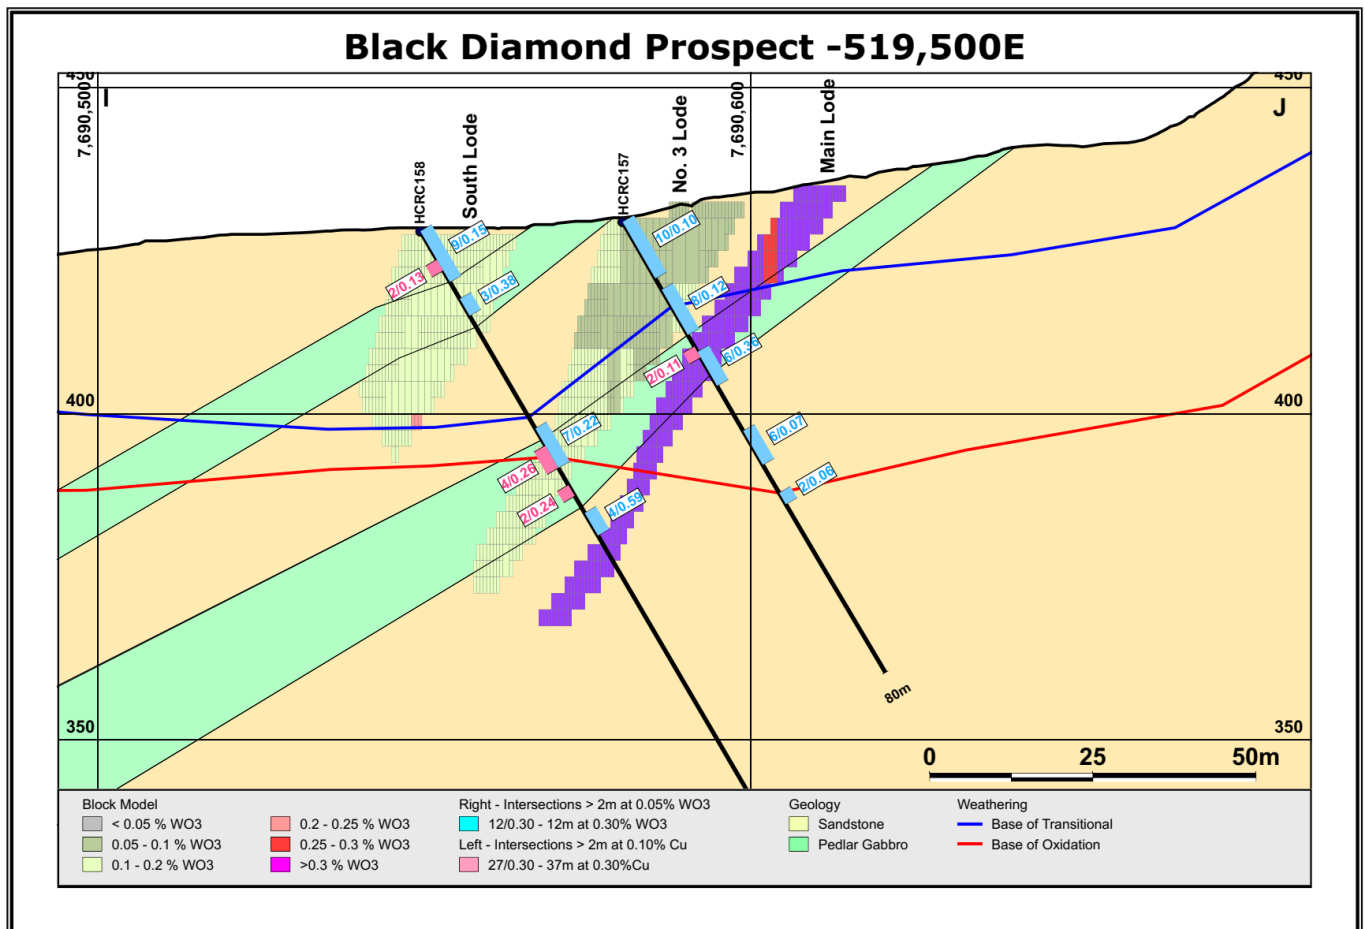 Black Diamond Prospect -519,500E
450
450
7,690,500
I
7,690,600
J
HCRC158
South Lode
HCRC157
No. 3 Lode
Main Lode
9/0.15
10/0.10
2/0.13
3/0.38
8/0.12
6/0.36
2/0.11
400
400
7/0.22
6/0.07
4/0.26
2/0.06
2/0.24
4/0.59
80m
350
350
0 25 50m
Block Model
< 0.05 % WO3
0.05 - 0.1 % WO3
0.1 - 0.2 % WO3
0.2 - 0.25 % WO3
0.25 - 0.3 % WO3
>0.3 % WO3
Right - Intersections > 2m at 0.05% WO3
12/0.30 - 12m at 0.30% WO3
Left - Intersections > 2m at 0.10% Cu
27/0.30 - 37m at 0.30%Cu
Geology
Sandstone
Pedlar Gabbro
Weathering
Base of Transitional
Base of Oxidation